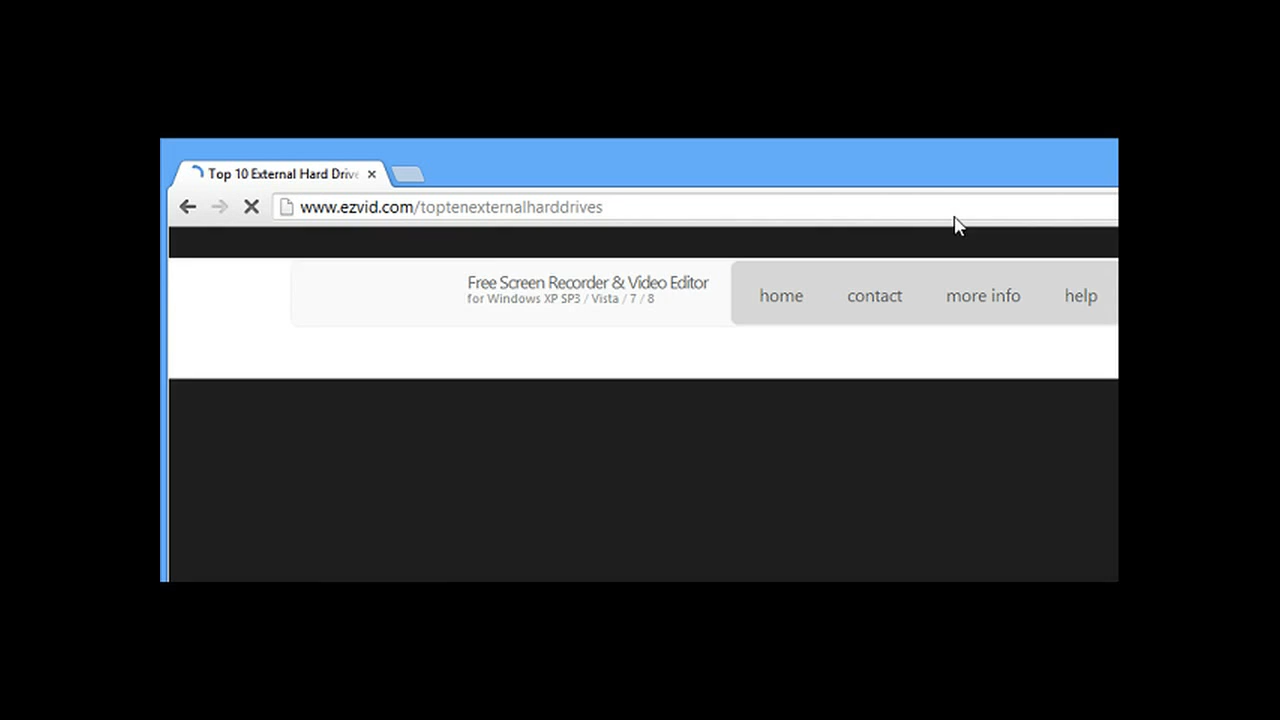 Top 10 External Hard Drive
www.ezvid.com/toptenexternalharddrives
Free Screen Recorder & Video Editor
for Windows XP SP3 / Vista / 7 / 8
home contact more info help